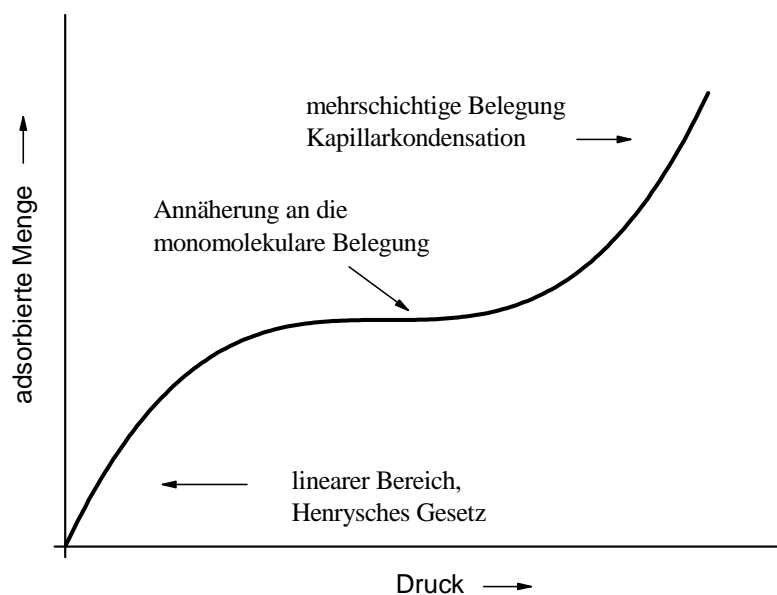 mehrschichtige Belegung
Kapillarkondensation
Annäherung an die
monomolekulare Belegung
adsorbierte Menge
linearer Bereich,
Henrysches Gesetz
Druck